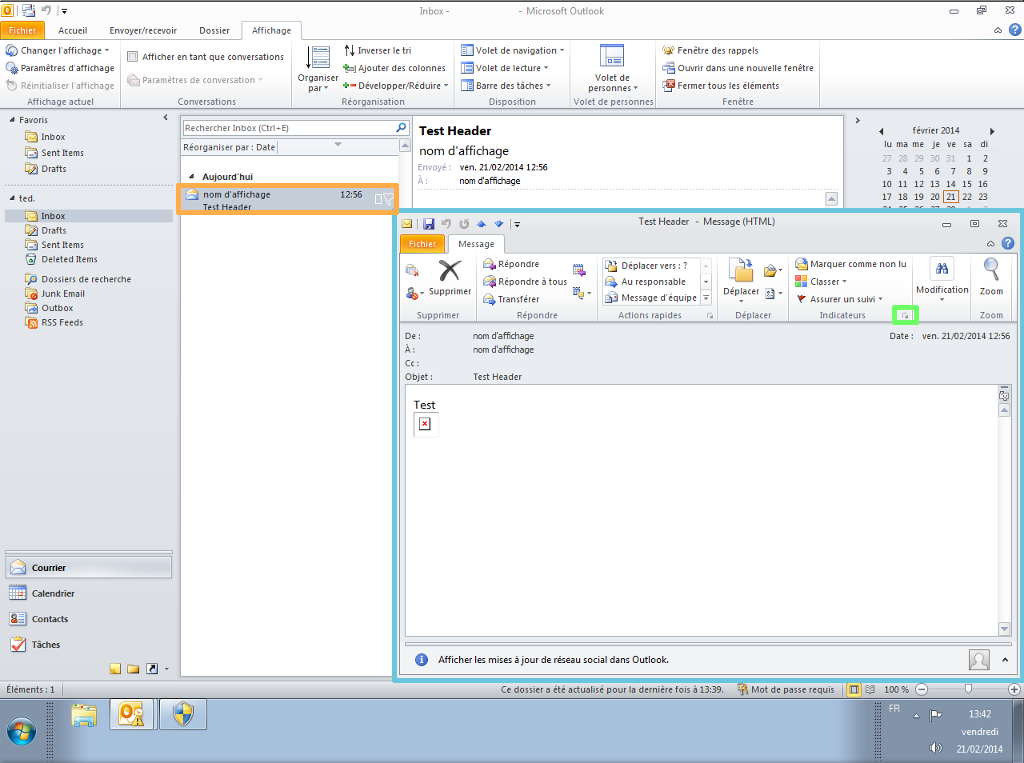 Inbox - - Microsoft Outlook
Fichier Accueil Envoyer/recevoir Dossier Affichage
Changer l'affichage
Paramètres d'affichage
Réinitialiser l'affichage
Affichage actuel
Afficher en tant que conversations
Paramètres de conversation
Conversations
Organiser
par
Inverser le tri
Ajouter des colonnes
Développer/Réduire
Réorganisation
Volet de navigation
Volet de lecture
Barre des tâches
Disposition
Volet de
personnes
Volet de personnes
Fenêtre des rappels
Ouvrir dans une nouvelle fenêtre
Fermer tous les éléments
Fenêtre
Favoris
Inbox
Sent Items
Drafts
ted.
Inbox
Drafts
Sent Items
Deleted Items
Dossiers de recherche
Junk Email
Outbox
RSS Feeds
Courrier
Calendrier
Contacts
Tâches
Rechercher Inbox (Ctrl+E)
Réorganiser par : Date
Aujourd'hui
nom d'affichage 12:56
Test Header
Test Header
nom d'affichage
Envoyé : ven. 21/02/2014 12:56
À : nom d'affichage
février 2014
lu ma me je ve sa di
27 28 29 30 31 1 2
3 4 5 6 7 8 9
10 11 12 13 14 15 16
17 18 19 20 21 22 23
Test Header - Message (HTML)
Fichier Message
Supprimer
Supprimer
Répondre
Répondre à tous
Transférer
Répondre
Déplacer vers : ?
Au responsable
Message d'équipe
Actions rapides
Déplacer
Déplacer
Marquer comme non lu
Classer
Assurer un suivi
Indicateurs
Modification
Zoom
Zoom
De : nom d'affichage Date : ven. 21/02/2014 12:56
À : nom d'affichage
Cc :
Objet : Test Header
Test
Afficher les mises à jour de réseau social dans Outlook.
Éléments : 1 Ce dossier a été actualisé pour la dernière fois à 13:39. Mot de passe requis 100 %
FR
13:42
vendredi
21/02/2014